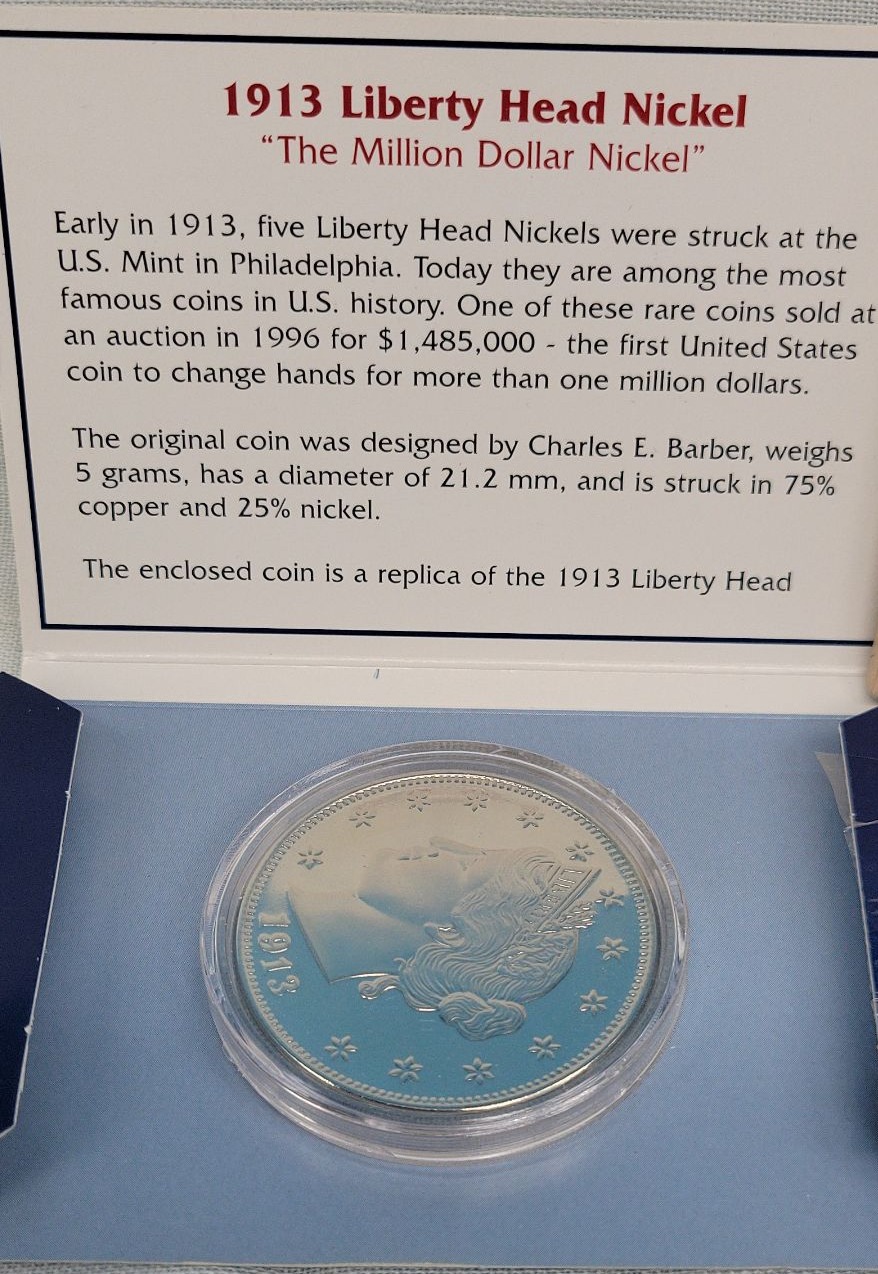 1913 Liberty Head Nickel
“The Million Dollar Nickel”
Early in 1913, five Liberty Head Nickels were struck at the
U.S. Mint in Philadelphia. Today they are among the most
famous coins in U.S. history. One of these rare coins sold at
an auction in 1996 for $1,485,000 - the first United States
coin to change hands for more than one million dollars.
The original coin was designed by Charles E. Barber, weighs
5 grams, has a diameter of 21.2 mm, and is struck in 75%
copper and 25% nickel.
The enclosed coin is a replica of the 1913 Liberty Head
LIBERTY
1913